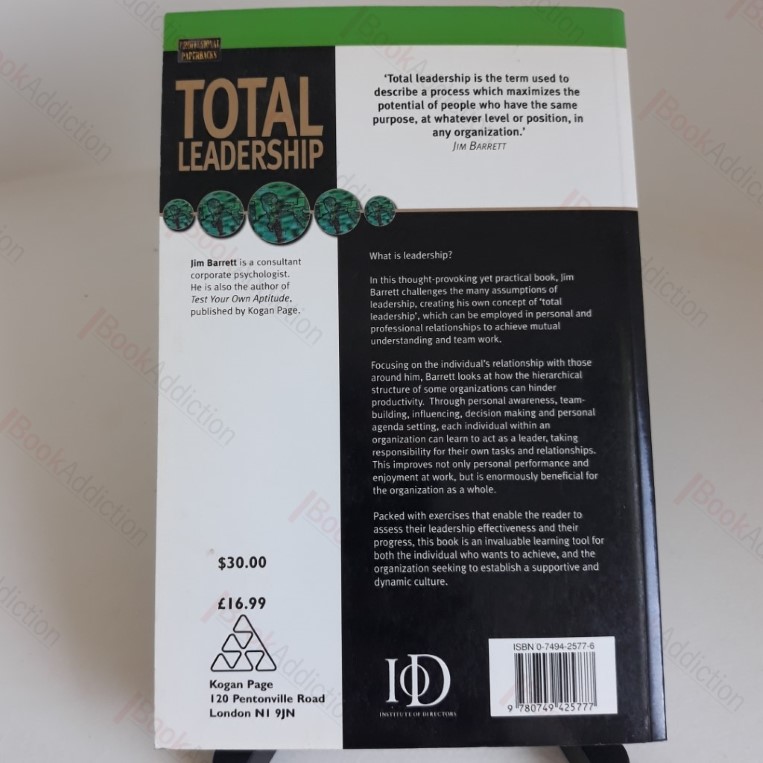 PROFESSIONAL
PAPERBACKS
TOTAL
LEADERSHIP
'Total leadership is the term used to
describe a process which maximizes the
potential of people who have the same
purpose, at whatever level or position, in
any organization.'
JIM BARRETT
Jim Barrett is a consultant
corporate psychologist.
He is also the author of
Test Your Own Aptitude,
published by Kogan Page.
What is leadership?
In this thought-provoking yet practical book, Jim
Barrett challenges the many assumptions of
leadership, creating his own concept of 'total
leadership', which can be employed in personal and
professional relationships to achieve mutual
understanding and team work.
Focusing on the individual's relationship with those
around him, Barrett looks at how the hierarchical
structure of some organizations can hinder
productivity. Through personal awareness, team-
building, influencing, decision making and personal
agenda setting, each individual within an
organization can learn to act as a leader, taking
responsibility for their own tasks and relationships.
This improves not only personal performance and
enjoyment at work, but is enormously beneficial for
the organization as a whole.
Packed with exercises that enable the reader to
assess their leadership effectiveness and their
progress, this book is an invaluable learning tool for
both the individual who wants to achieve, and the
organization seeking to establish a supportive and
dynamic culture.
$30.00
£16.99
Kogan Page
120 Pentonville Road
London N1 9JN
IOD
INSTITUTE OF DIRECTORS
ISBN 0-7494-2577-6
9 780749 425777
BookAddiction